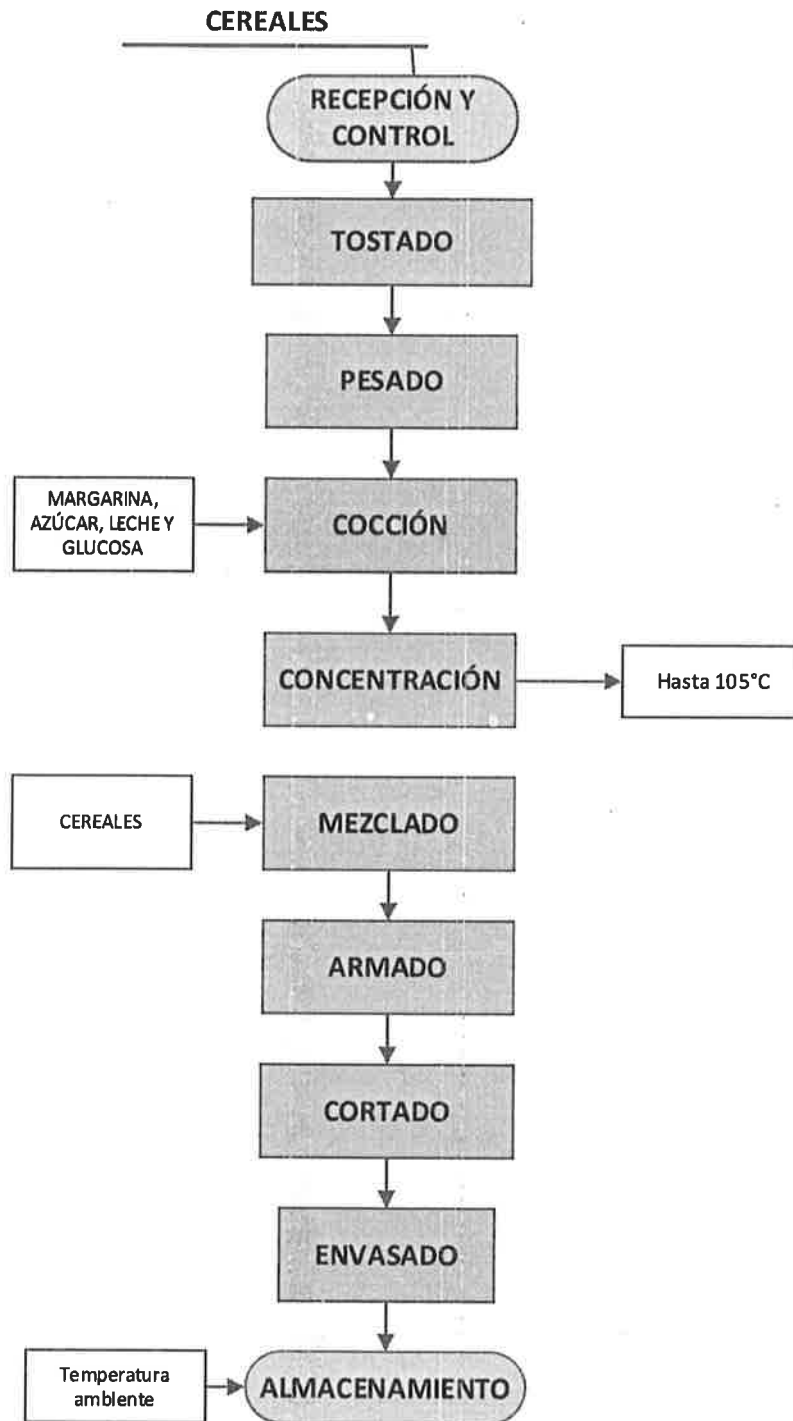 CEREALES
RECEPCIÓN Y
CONTROL
TOSTADO
PESADO
MARGARINA,
AZÚCAR, LECHE Y
GLUCOSA
COCCIÓN
CONCENTRACIÓN
Hasta 105°C
CEREALES
MEZCLADO
ARMADO
CORTADO
ENVASADO
Temperatura
ambiente
ALMACENAMIENTO